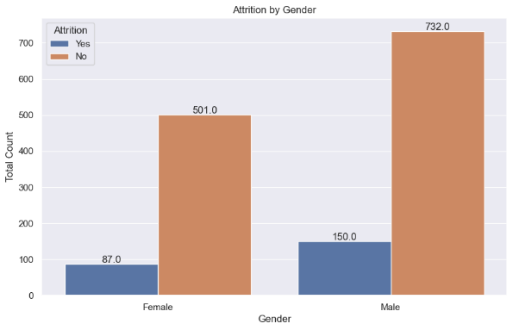 Attrition by Gender
Attrition
Yes
No
Total Count
700
600
500
400
300
200
100
0
87.0
501.0
150.0
732.0
Female
Male
Gender